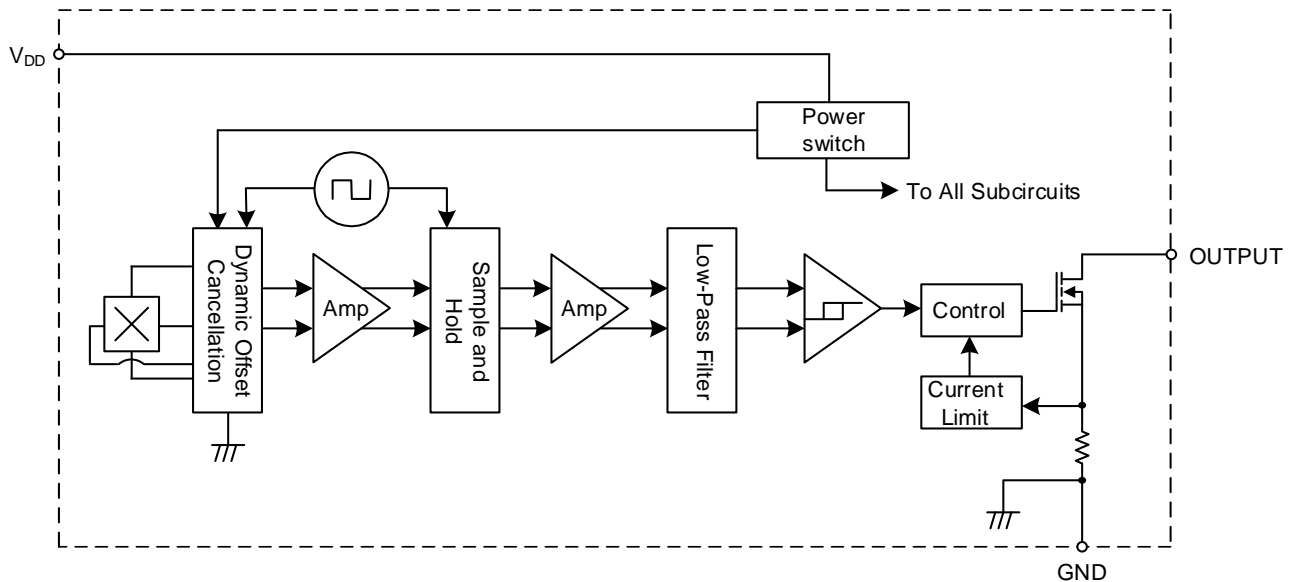 VDD
Power
switch
To All Subcircuits
Dynamic Offset
Cancellation
Amp
Sample and
Hold
Amp
Low-Pass Filter
Control
Current
Limit
OUTPUT
GND